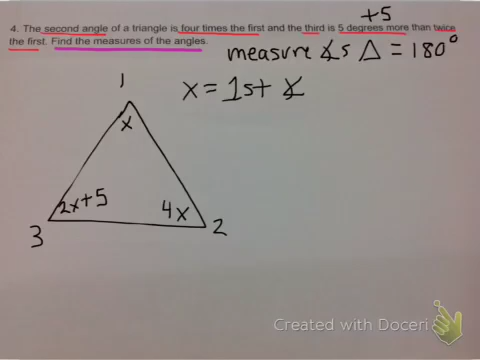 +5
4. The second angle of a triangle is four times the first and the third is 5 degrees more than twice
the first. Find the measures of the angles.
measure ∡s △ = 180°
x = 1st ∡
1
x
2x+5
4x
3
2
Created with Doceri